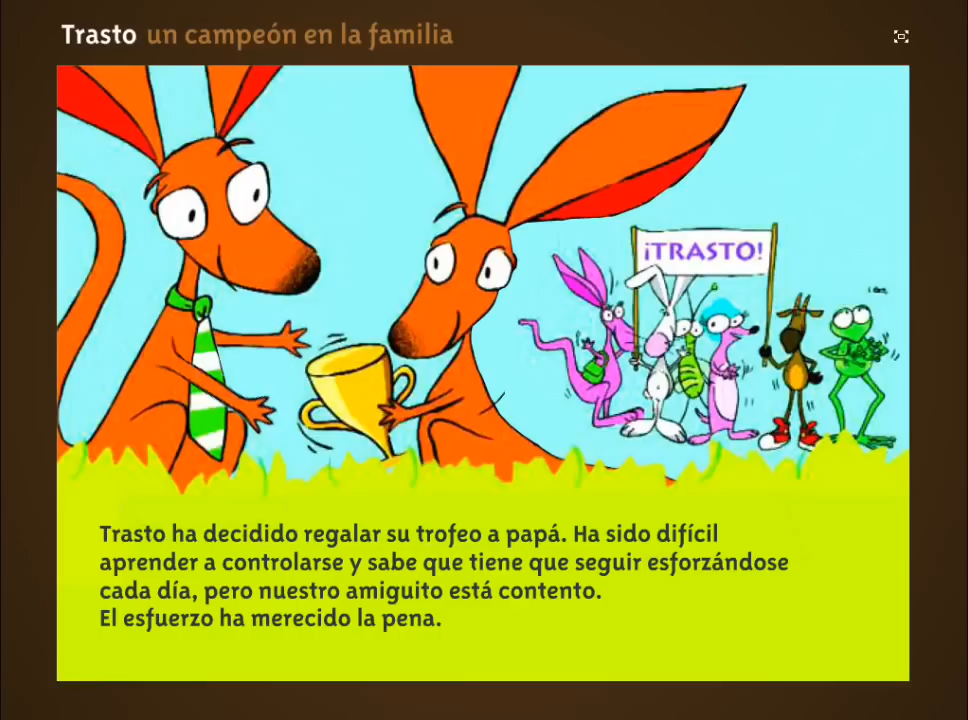 Trasto un campeón en la familia
¡TRASTO!
Trasto ha decidido regalar su trofeo a papá. Ha sido difícil
aprender a controlarse y sabe que tiene que seguir esforzándose
cada día, pero nuestro amiguito está contento.
El esfuerzo ha merecido la pena.